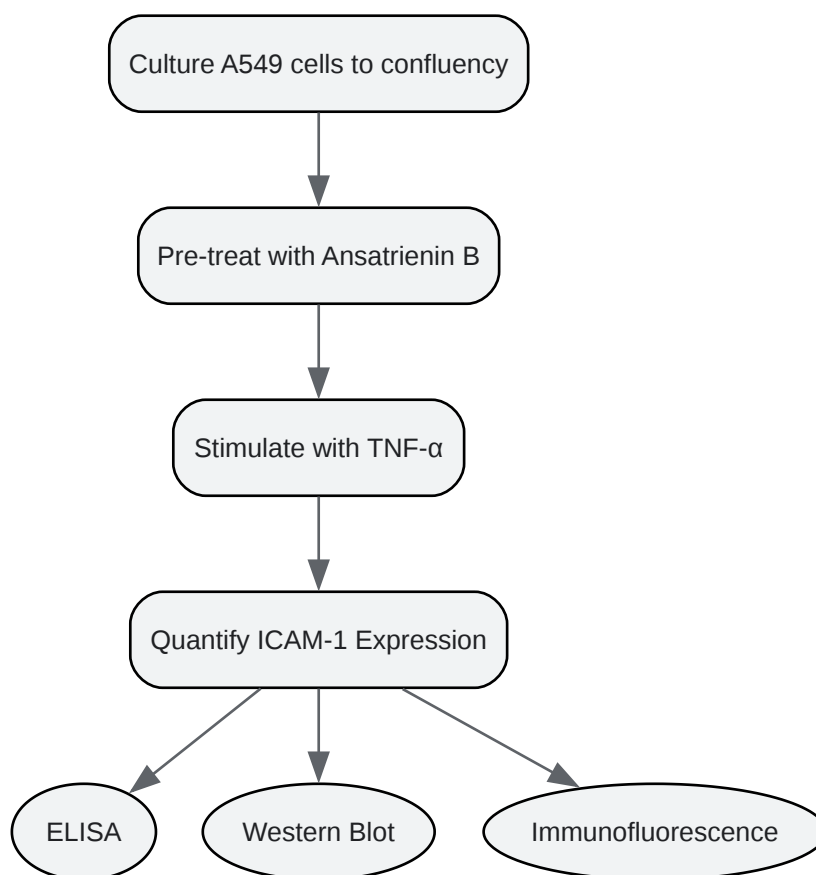 Culture A549 cells to confluency
Pre-treat with Ansatrienin B
Stimulate with TNF-α
Quantify ICAM-1 Expression
ELISA
Western Blot
Immunofluorescence